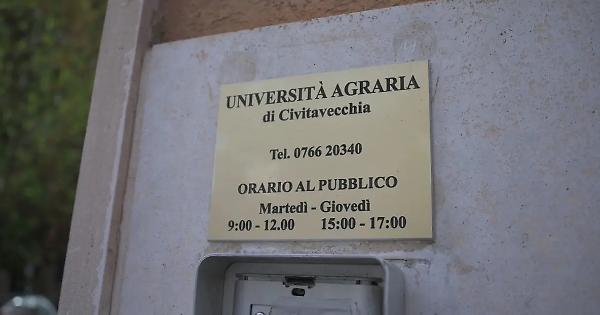 UNIVERSITÀ AGRARIA
di Civitavecchia
Tel. 0766 20340
ORARIO AL PUBBLICO
Martedì - Giovedì
9:00 - 12.00 15:00 - 17:00